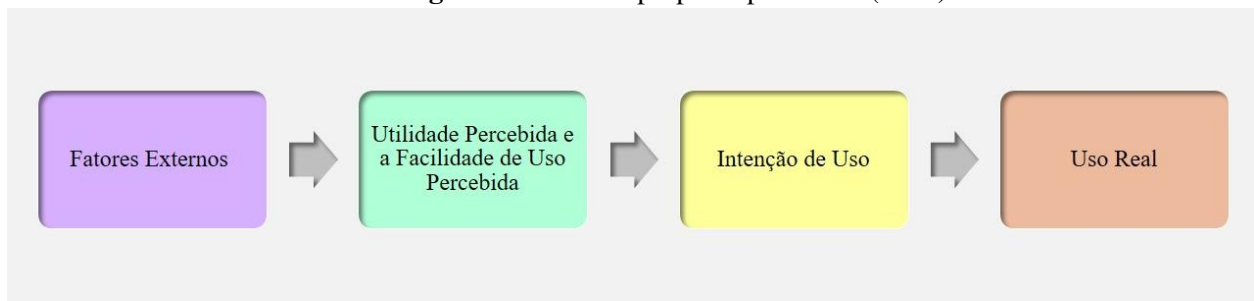 Fatores Externos
Utilidade Percebida e
a Facilidade de Uso
Percebida
Intenção de Uso
Uso Real